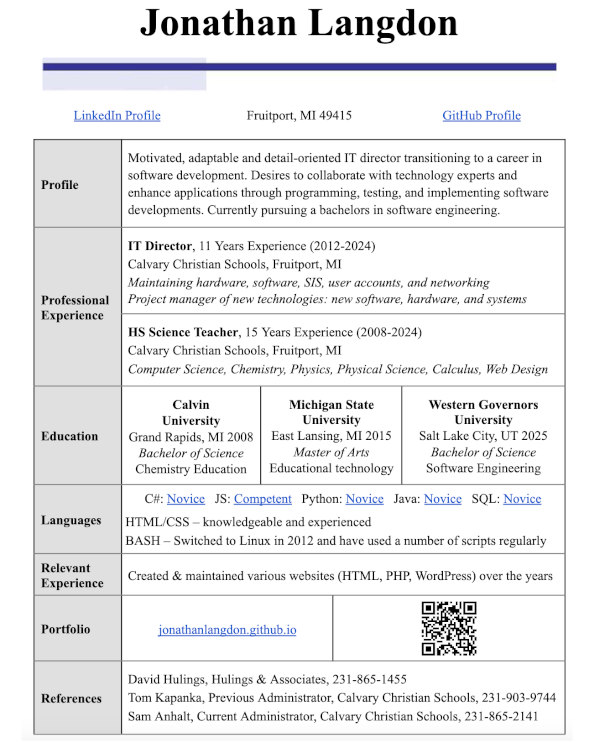 Jonathan Langdon
LinkedIn Profile Fruitport, MI 49415 GitHub Profile
Profile
Motivated, adaptable and detail-oriented IT director transitioning to a career in
software development. Desires to collaborate with technology experts and
enhance applications through programming, testing, and implementing software
developments. Currently pursuing a bachelors in software engineering.
Professional
Experience
IT Director, 11 Years Experience (2012-2024)
Calvary Christian Schools, Fruitport, MI
Maintaining hardware, software, SIS, user accounts, and networking
Project manager of new technologies: new software, hardware, and systems
HS Science Teacher, 15 Years Experience (2008-2024)
Calvary Christian Schools, Fruitport, MI
Computer Science, Chemistry, Physics, Physical Science, Calculus, Web Design
Education
Calvin
University
Grand Rapids, MI 2008
Bachelor of Science
Chemistry Education
Michigan State
University
East Lansing, MI 2015
Master of Arts
Educational technology
Western Governors
University
Salt Lake City, UT 2025
Bachelor of Science
Software Engineering
Languages
C#: Novice JS: Competent Python: Novice Java: Novice SQL: Novice
HTML/CSS – knowledgeable and experienced
BASH – Switched to Linux in 2012 and have used a number of scripts regularly
Relevant
Experience
Created & maintained various websites (HTML, PHP, WordPress) over the years
Portfolio
jonathanlangdon.github.io
References
David Hulings, Hulings & Associates, 231-865-1455
Tom Kapanka, Previous Administrator, Calvary Christian Schools, 231-903-9744
Sam Anhalt, Current Administrator, Calvary Christian Schools, 231-865-2141